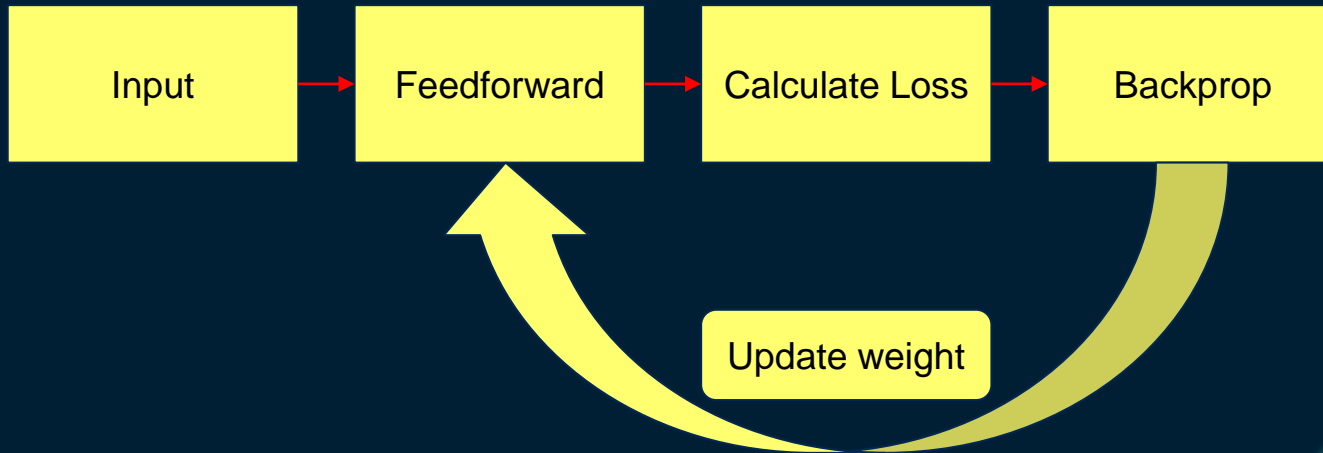 Input
Feedforward
Calculate Loss
Backprop
Update weight